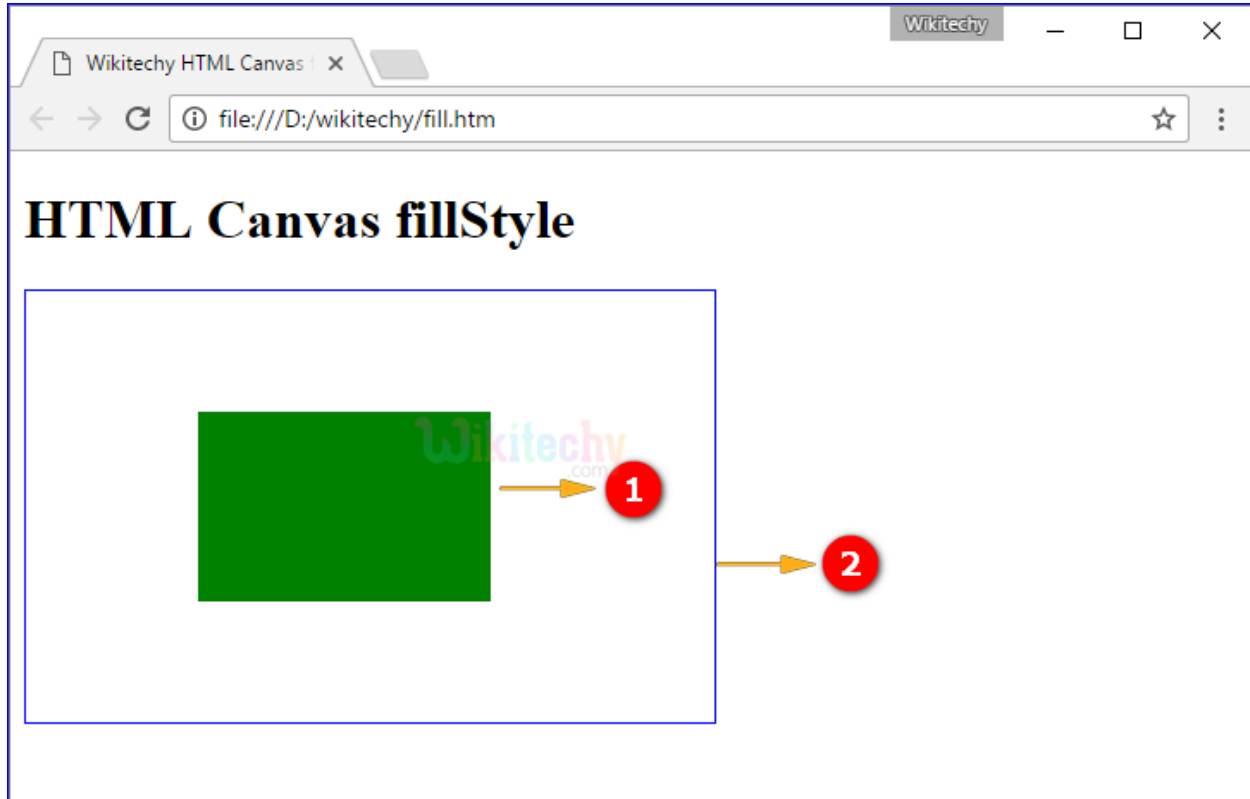 Wikitechy
Wikitechy HTML Canvas f
file:///D:/wikitechy/fill.htm
HTML Canvas fillStyle
Wikitechy
.com
1
2